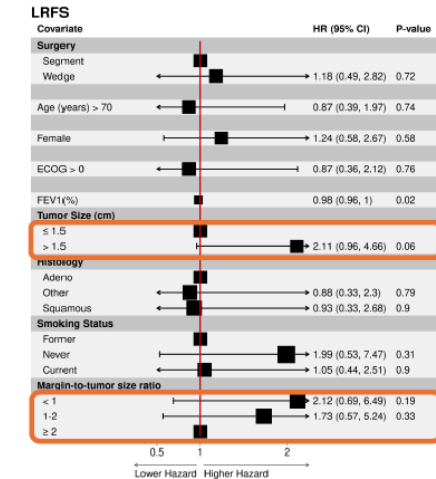 LRFS
Covariate HR (95% CI) P-value
Surgery
Segment
Wedge 1.18 (0.49, 2.82) 0.72
Age (years) > 70 0.87 (0.39, 1.97) 0.74
Female 1.24 (0.58, 2.67) 0.58
ECOG > 0 0.87 (0.36, 2.12) 0.76
FEV1(%) 0.98 (0.96, 1) 0.02
Tumor Size (cm)
≤ 1.5
> 1.5 2.11 (0.96, 4.66) 0.06
Histology
Adeno
Other 0.88 (0.33, 2.3) 0.79
Squamous 0.93 (0.33, 2.68) 0.9
Smoking Status
Former
Never 1.99 (0.53, 7.47) 0.31
Current 1.05 (0.44, 2.51) 0.9
Margin-to-tumor size ratio
< 1 2.12 (0.69, 6.49) 0.19
1-2 1.73 (0.57, 5.24) 0.33
≥ 2
0.5 1 2
Lower Hazard Higher Hazard